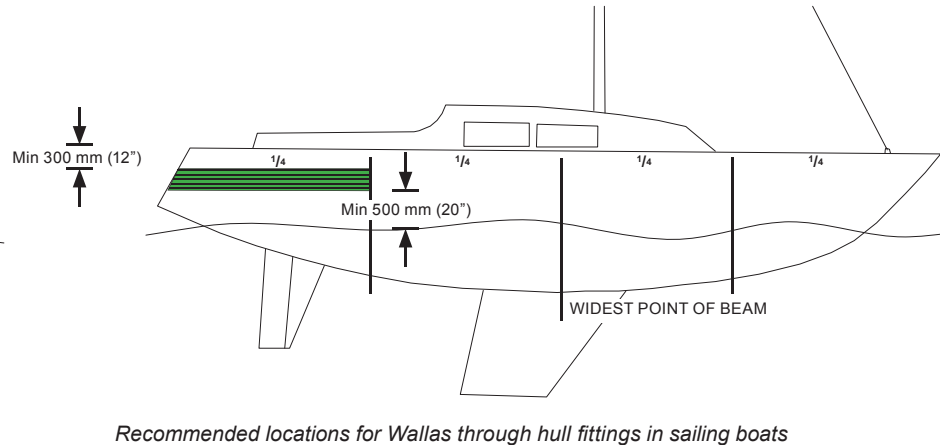 Min 300 mm (12”)
¼ ¼ ¼ ¼
Min 500 mm (20”)
WIDEST POINT OF BEAM
Recommended locations for Wallas through hull fittings in sailing boats